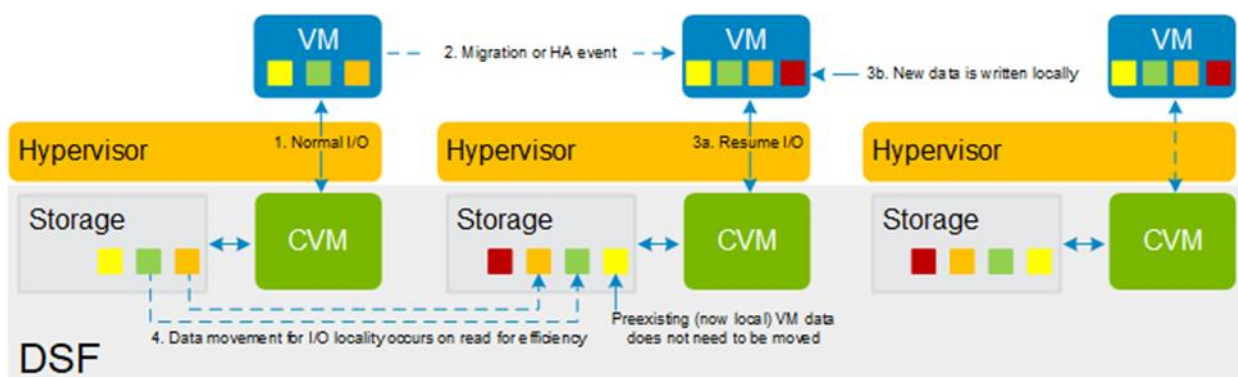 VM
2. Migration or HA event
VM
3b. New data is written locally
VM
Hypervisor
1. Normal I/O
Hypervisor
3a. Resume I/O
Hypervisor
Storage
CVM
Storage
CVM
Storage
CVM
4. Data movement for I/O locality occurs on read for efficiency
Preexisting (now local) VM data
does not need to be moved
DSF